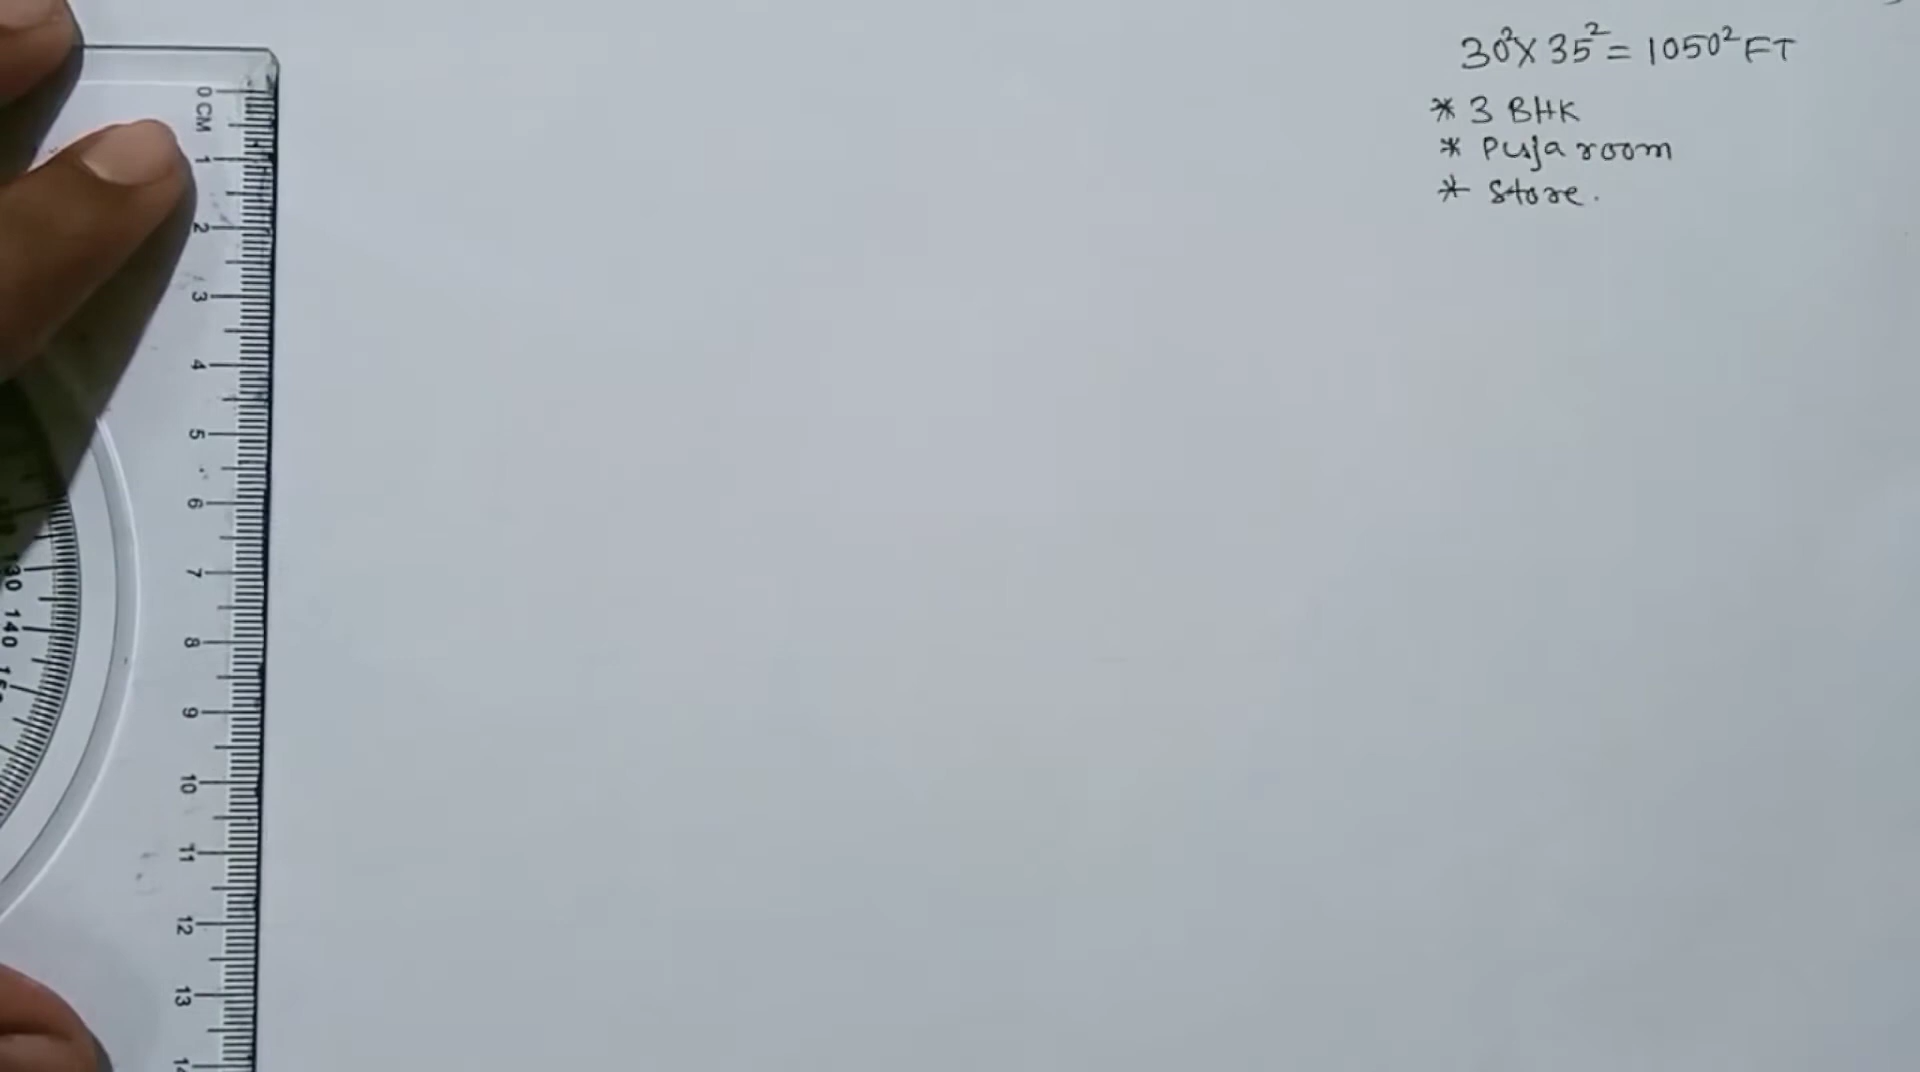 30²X 35² = 1050² FT
* 3 BHK
* Puja room
* Store.
0 CM
1
2
3
4
5
6
7
8
9
10
11
12
13
130 140